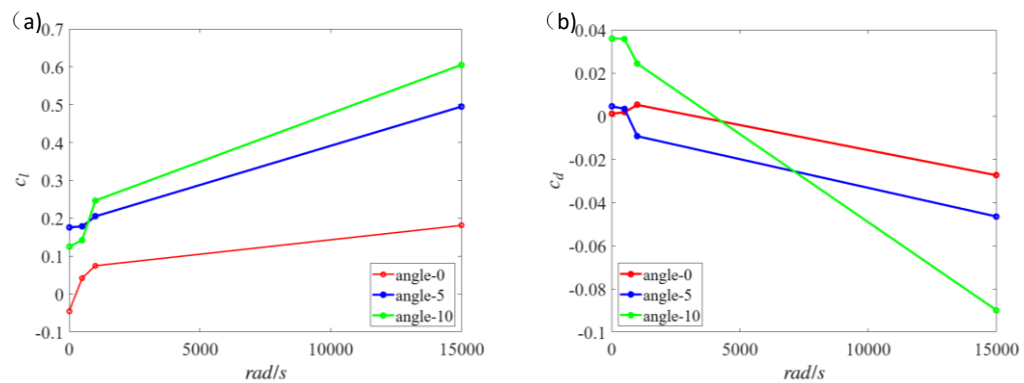 （a)
0.7
0.6
0.5
0.4
0.3
0.2
0.1
0
-0.1
c_l
0 5000 10000 15000
rad/s
angle-0
angle-5
angle-10
（b)
0.04
0.02
0
-0.02
-0.04
-0.06
-0.08
-0.1
c_d
0 5000 10000 15000
rad/s
angle-0
angle-5
angle-10